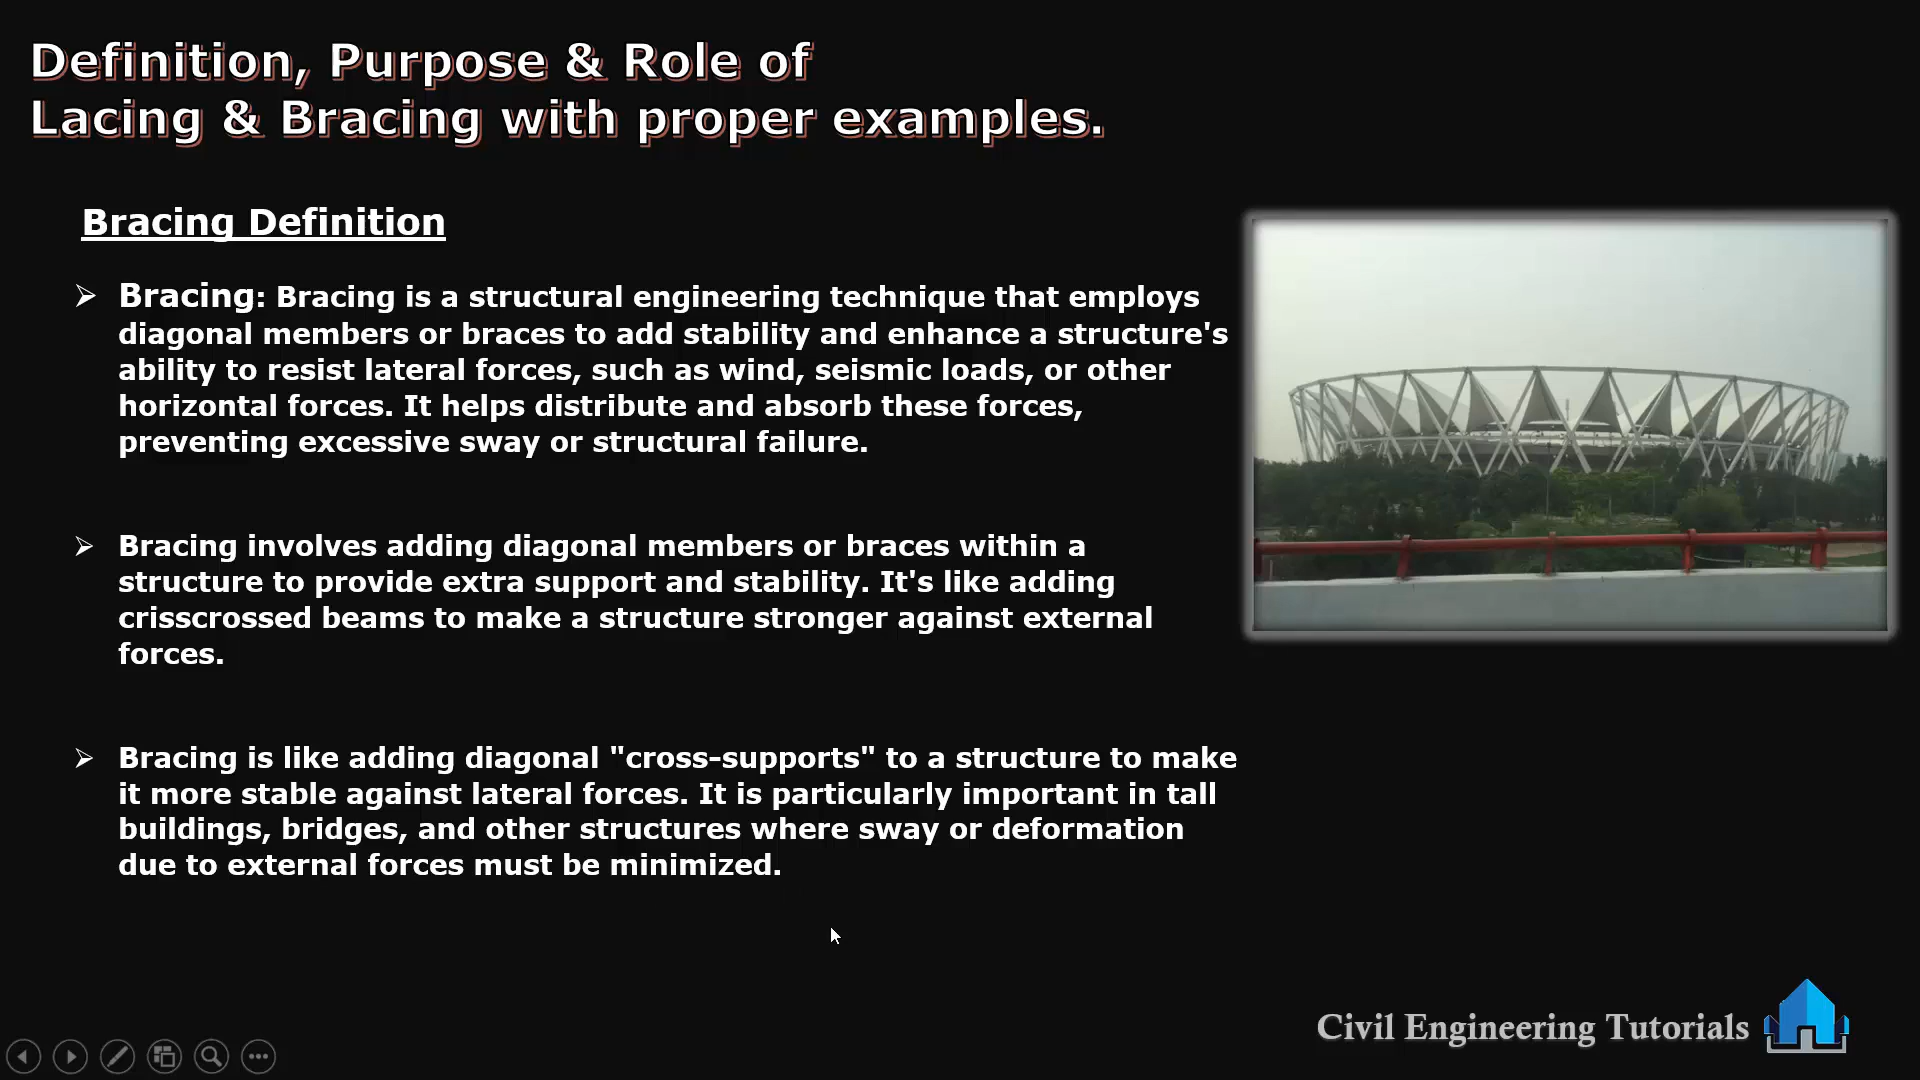 Definition, Purpose & Role of
Lacing & Bracing with proper examples.
Bracing Definition
Bracing: Bracing is a structural engineering technique that employs
diagonal members or braces to add stability and enhance a structure's
ability to resist lateral forces, such as wind, seismic loads, or other
horizontal forces. It helps distribute and absorb these forces,
preventing excessive sway or structural failure.
Bracing involves adding diagonal members or braces within a
structure to provide extra support and stability. It's like adding
crisscrossed beams to make a structure stronger against external
forces.
Bracing is like adding diagonal "cross-supports" to a structure to make
it more stable against lateral forces. It is particularly important in tall
buildings, bridges, and other structures where sway or deformation
due to external forces must be minimized.
Civil Engineering Tutorials